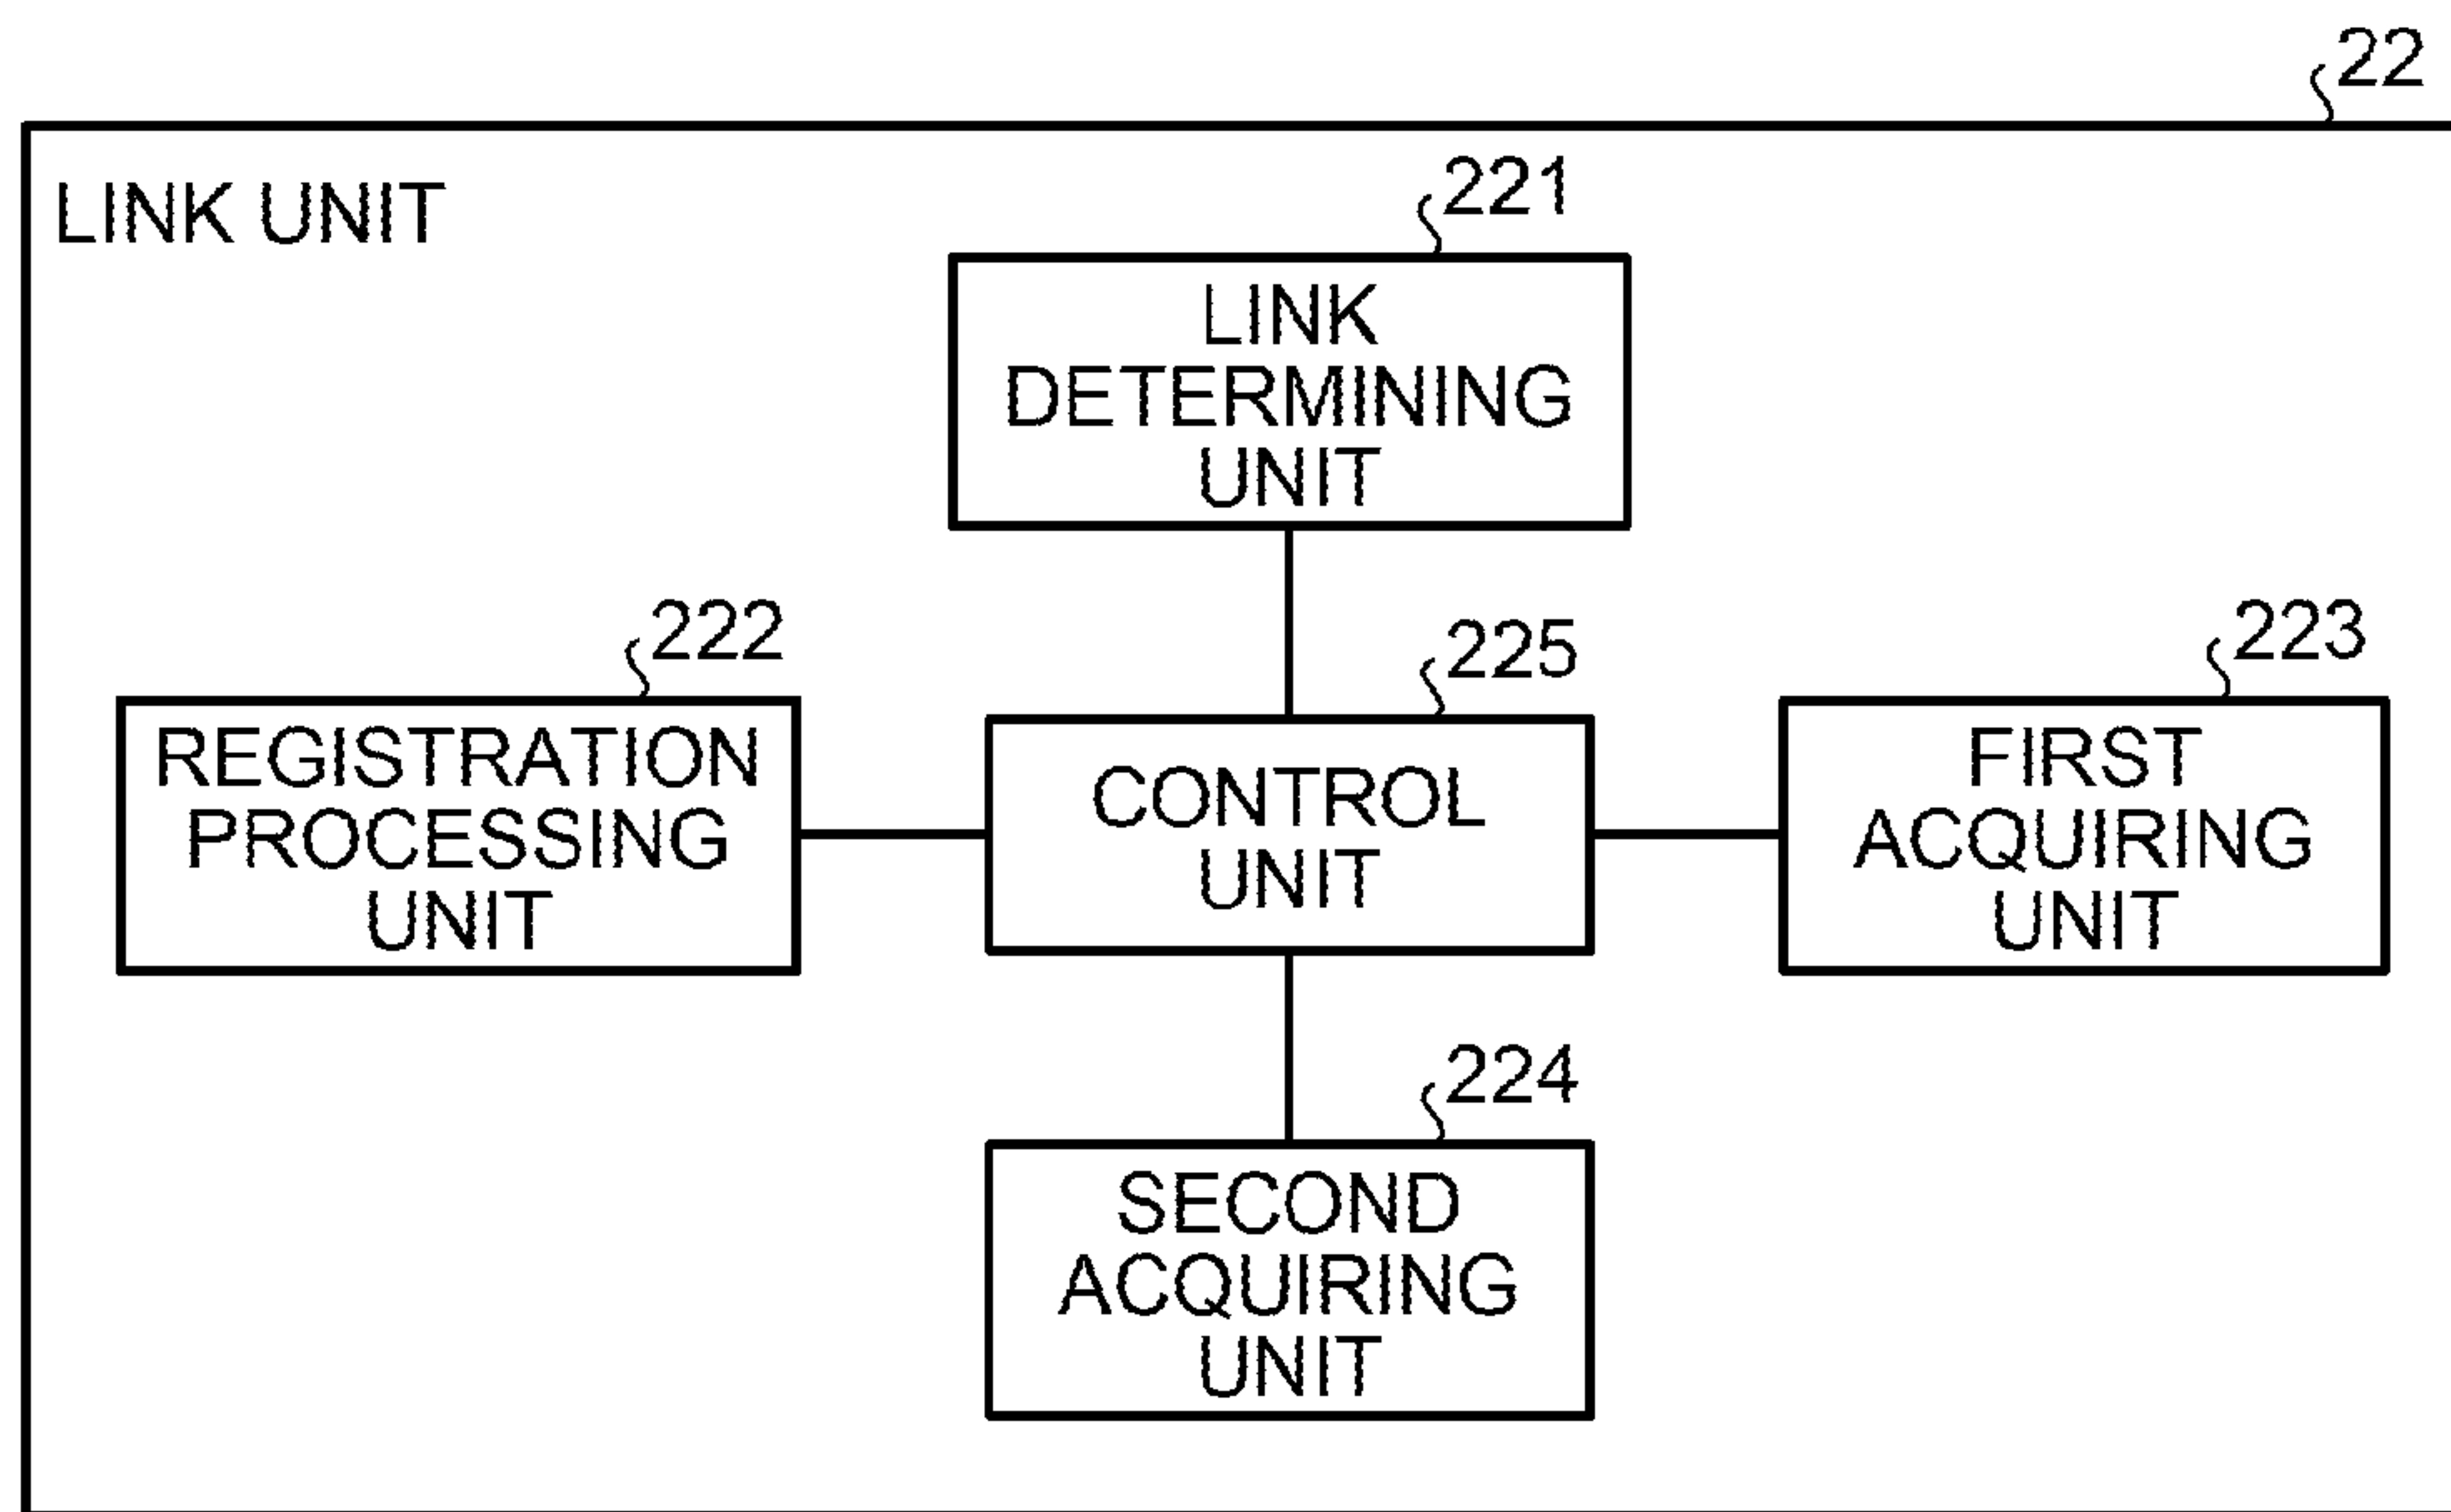 22
LINK UNIT
221
LINK
DETERMINING
UNIT
222
REGISTRATION
PROCESSING
UNIT
225
CONTROL
UNIT
223
FIRST
ACQUIRING
UNIT
224
SECOND
ACQUIRING
UNIT